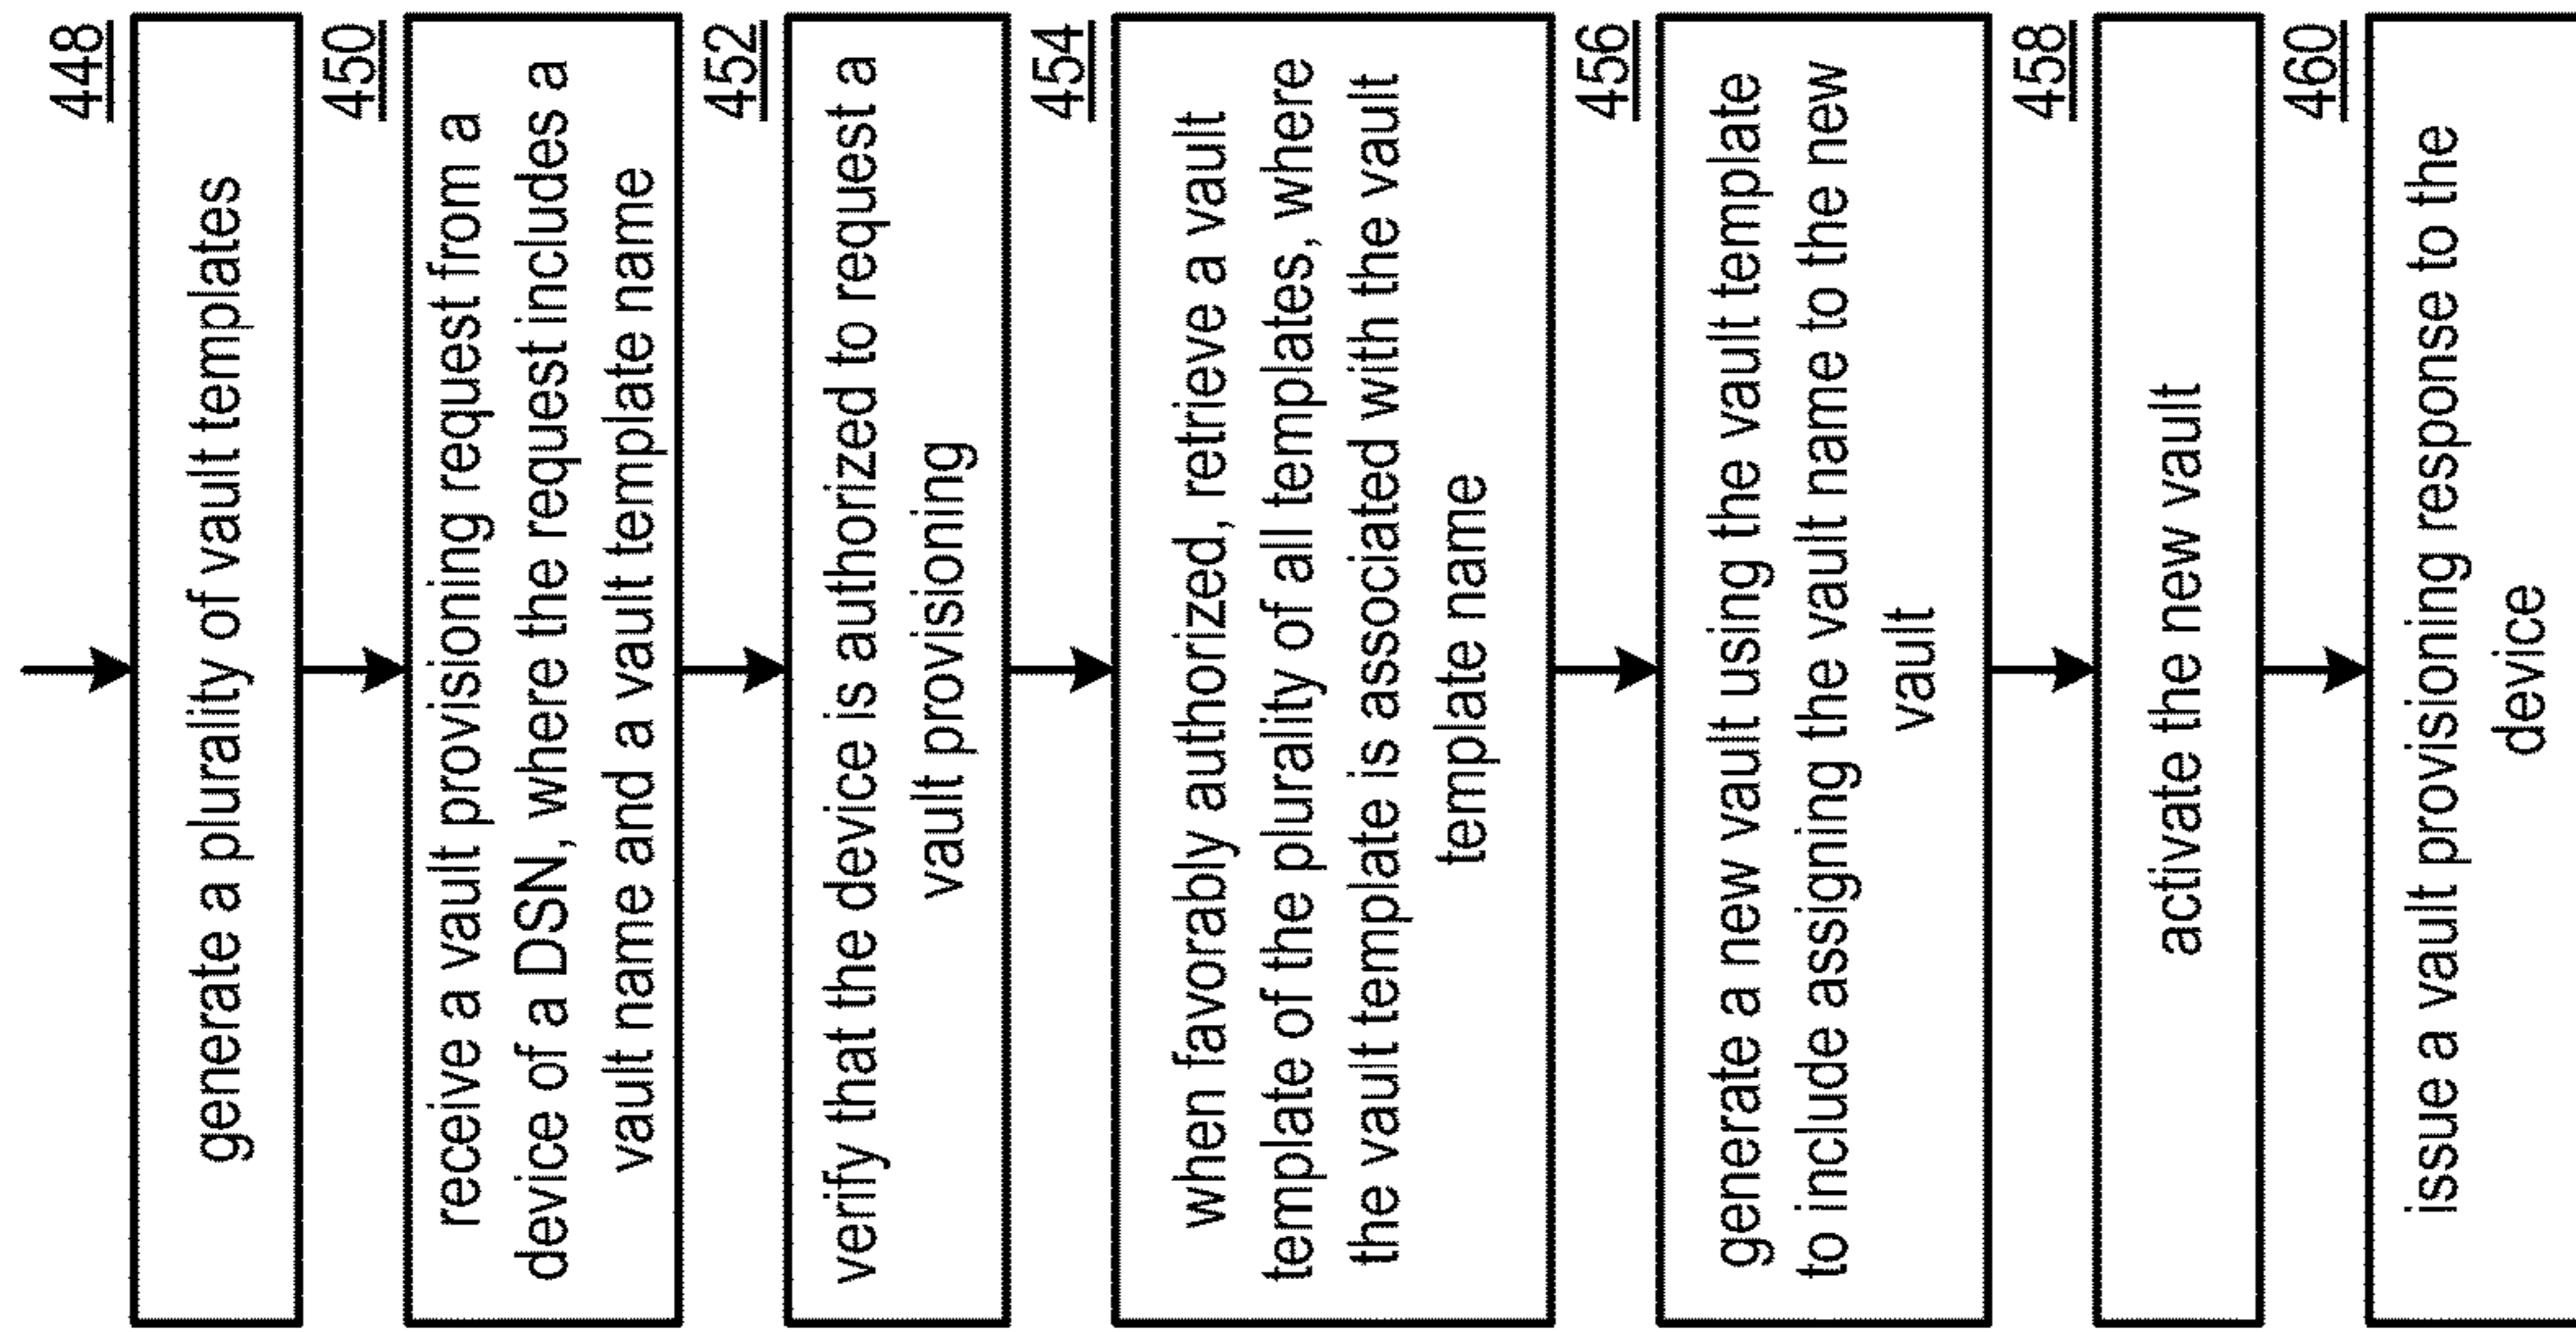 448
generate a plurality of vault templates
450
receive a vault provisioning request from a
device of a DSN, where the request includes a
vault name and a vault template name
452
verify that the device is authorized to request a
vault provisioning
454
when favorably authorized, retrieve a vault
template of the plurality of all templates, where
the vault template is associated with the vault
template name
456
generate a new vault using the vault template
to include assigning the vault name to the new
vault
458
activate the new vault
460
issue a vault provisioning response to the
device